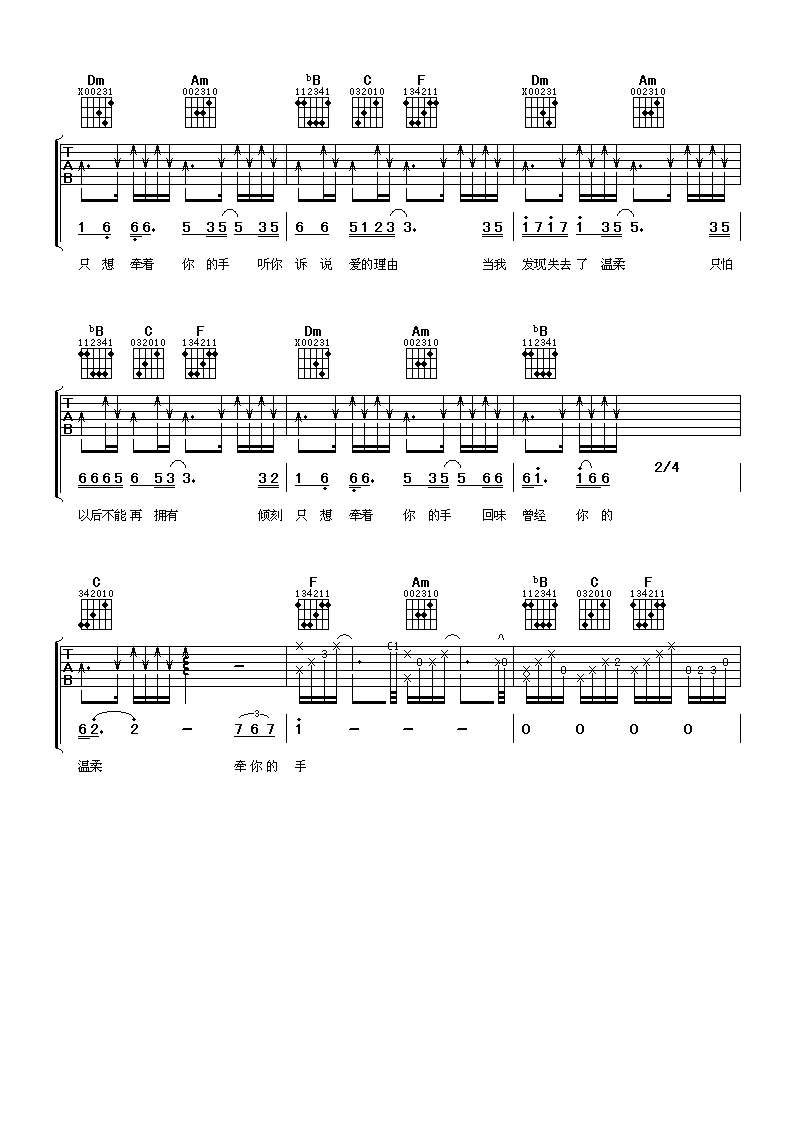 Dm Am ♭B C F Dm Am
X00231 002310 112341 032010 134211 X00231 002310
T
A
B
1 6 6 6. 5 3 5 5 3 5 6 6 5 1 2 3 3. 3 5 1 7 1 7 1 3 5 5. 3 5
只 想 牵着 你 的手 听你 诉 说 爱的理由 当我 发现失去 了 温柔 只怕
♭B C F Dm Am ♭B
112341 032010 134211 X00231 002310 112341
T
A
B
2/4
6 6 6 5 6 5 3 3. 3 2 1 6 6 6. 5 3 5 5 6 6 6 1. 1 6 6
以后不能再 拥有 倾刻 只 想 牵着 你 的手 回味 曾经 你 的
C F Am ♭B C F
342010 134211 002310 112341 032010 134211
T
A
B
3 C1 0 0 0 2 0 2 3 0
3
6 2. 2 - 7 6 7 1 - - - 0 0 0 0
温柔 牵 你 的 手